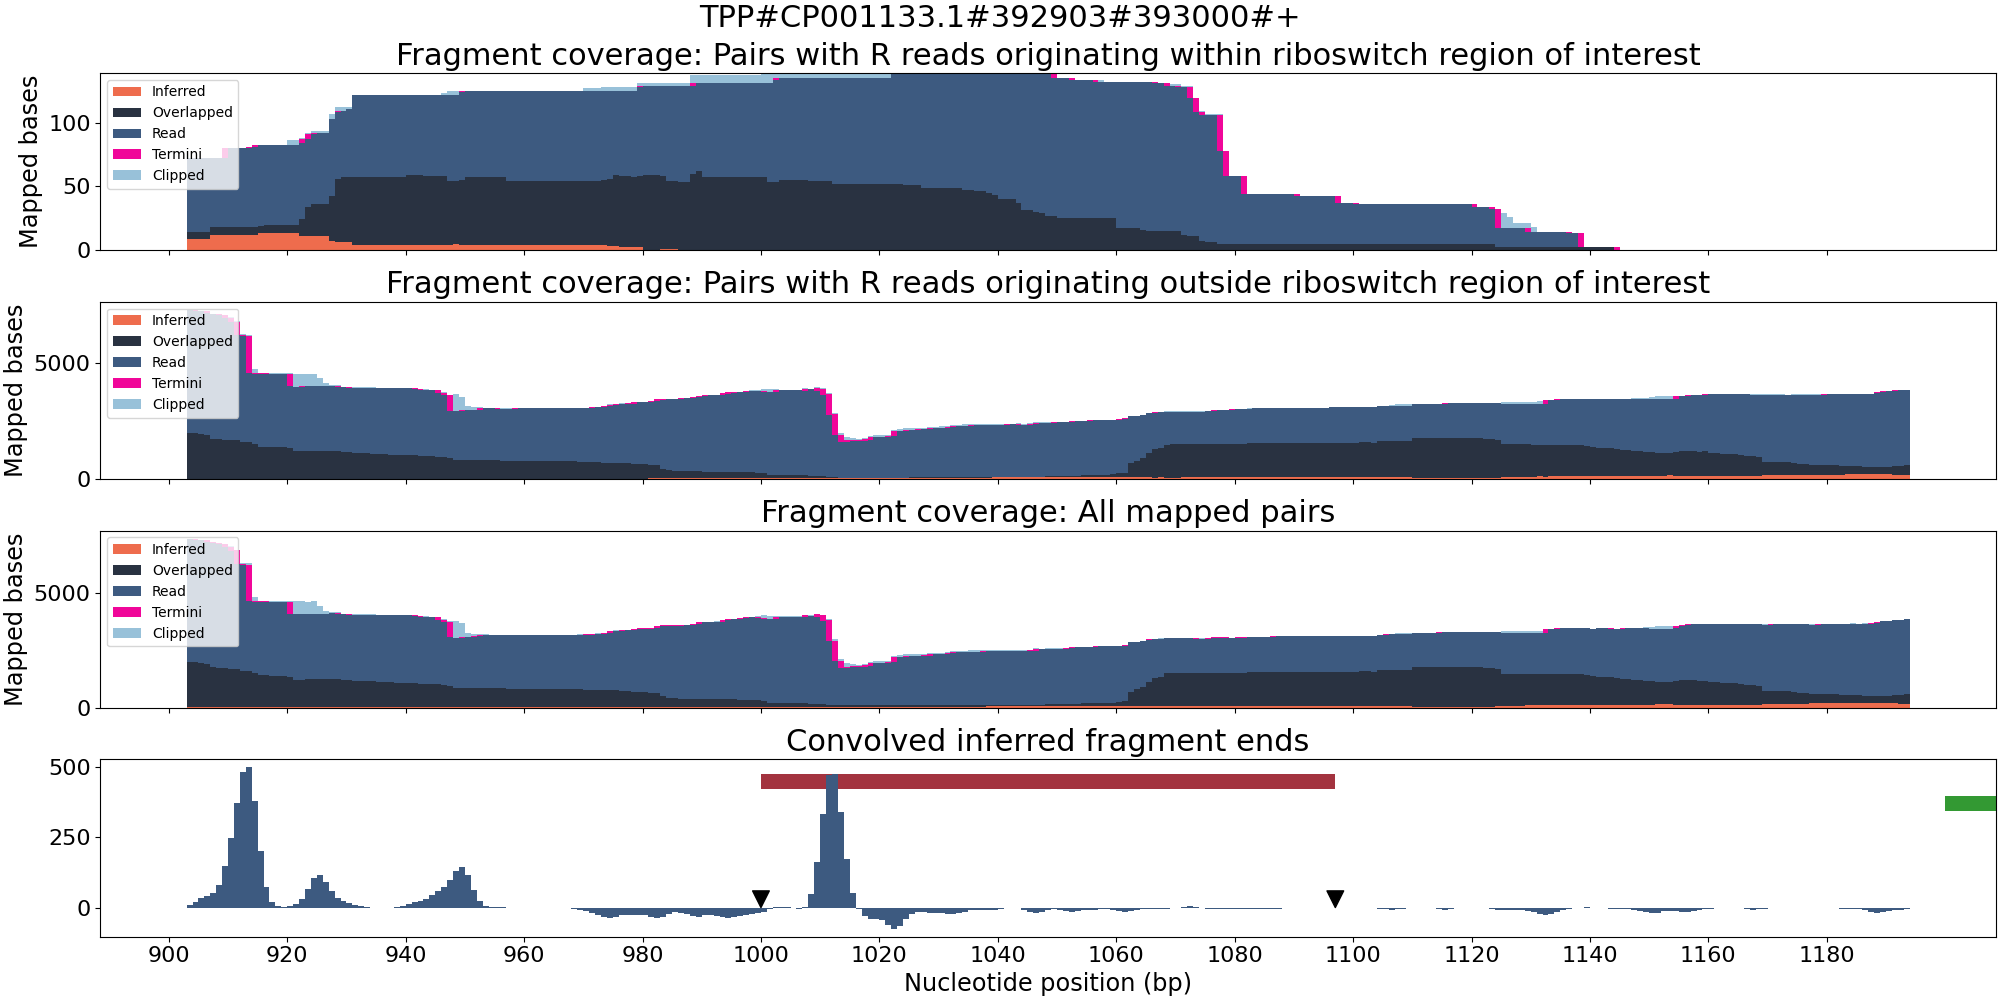 TPP#CP001133.1#392903#393000#+
Fragment coverage: Pairs with R reads originating within riboswitch region of interest
Mapped bases
100
50
0
Inferred
Overlapped
Read
Termini
Clipped
Fragment coverage: Pairs with R reads originating outside riboswitch region of interest
Mapped bases
5000
0
Inferred
Overlapped
Read
Termini
Clipped
Fragment coverage: All mapped pairs
Mapped bases
5000
0
Inferred
Overlapped
Read
Termini
Clipped
Convolved inferred fragment ends
500
250
0
900 920 940 960 980 1000 1020 1040 1060 1080 1100 1120 1140 1160 1180
Nucleotide position (bp)